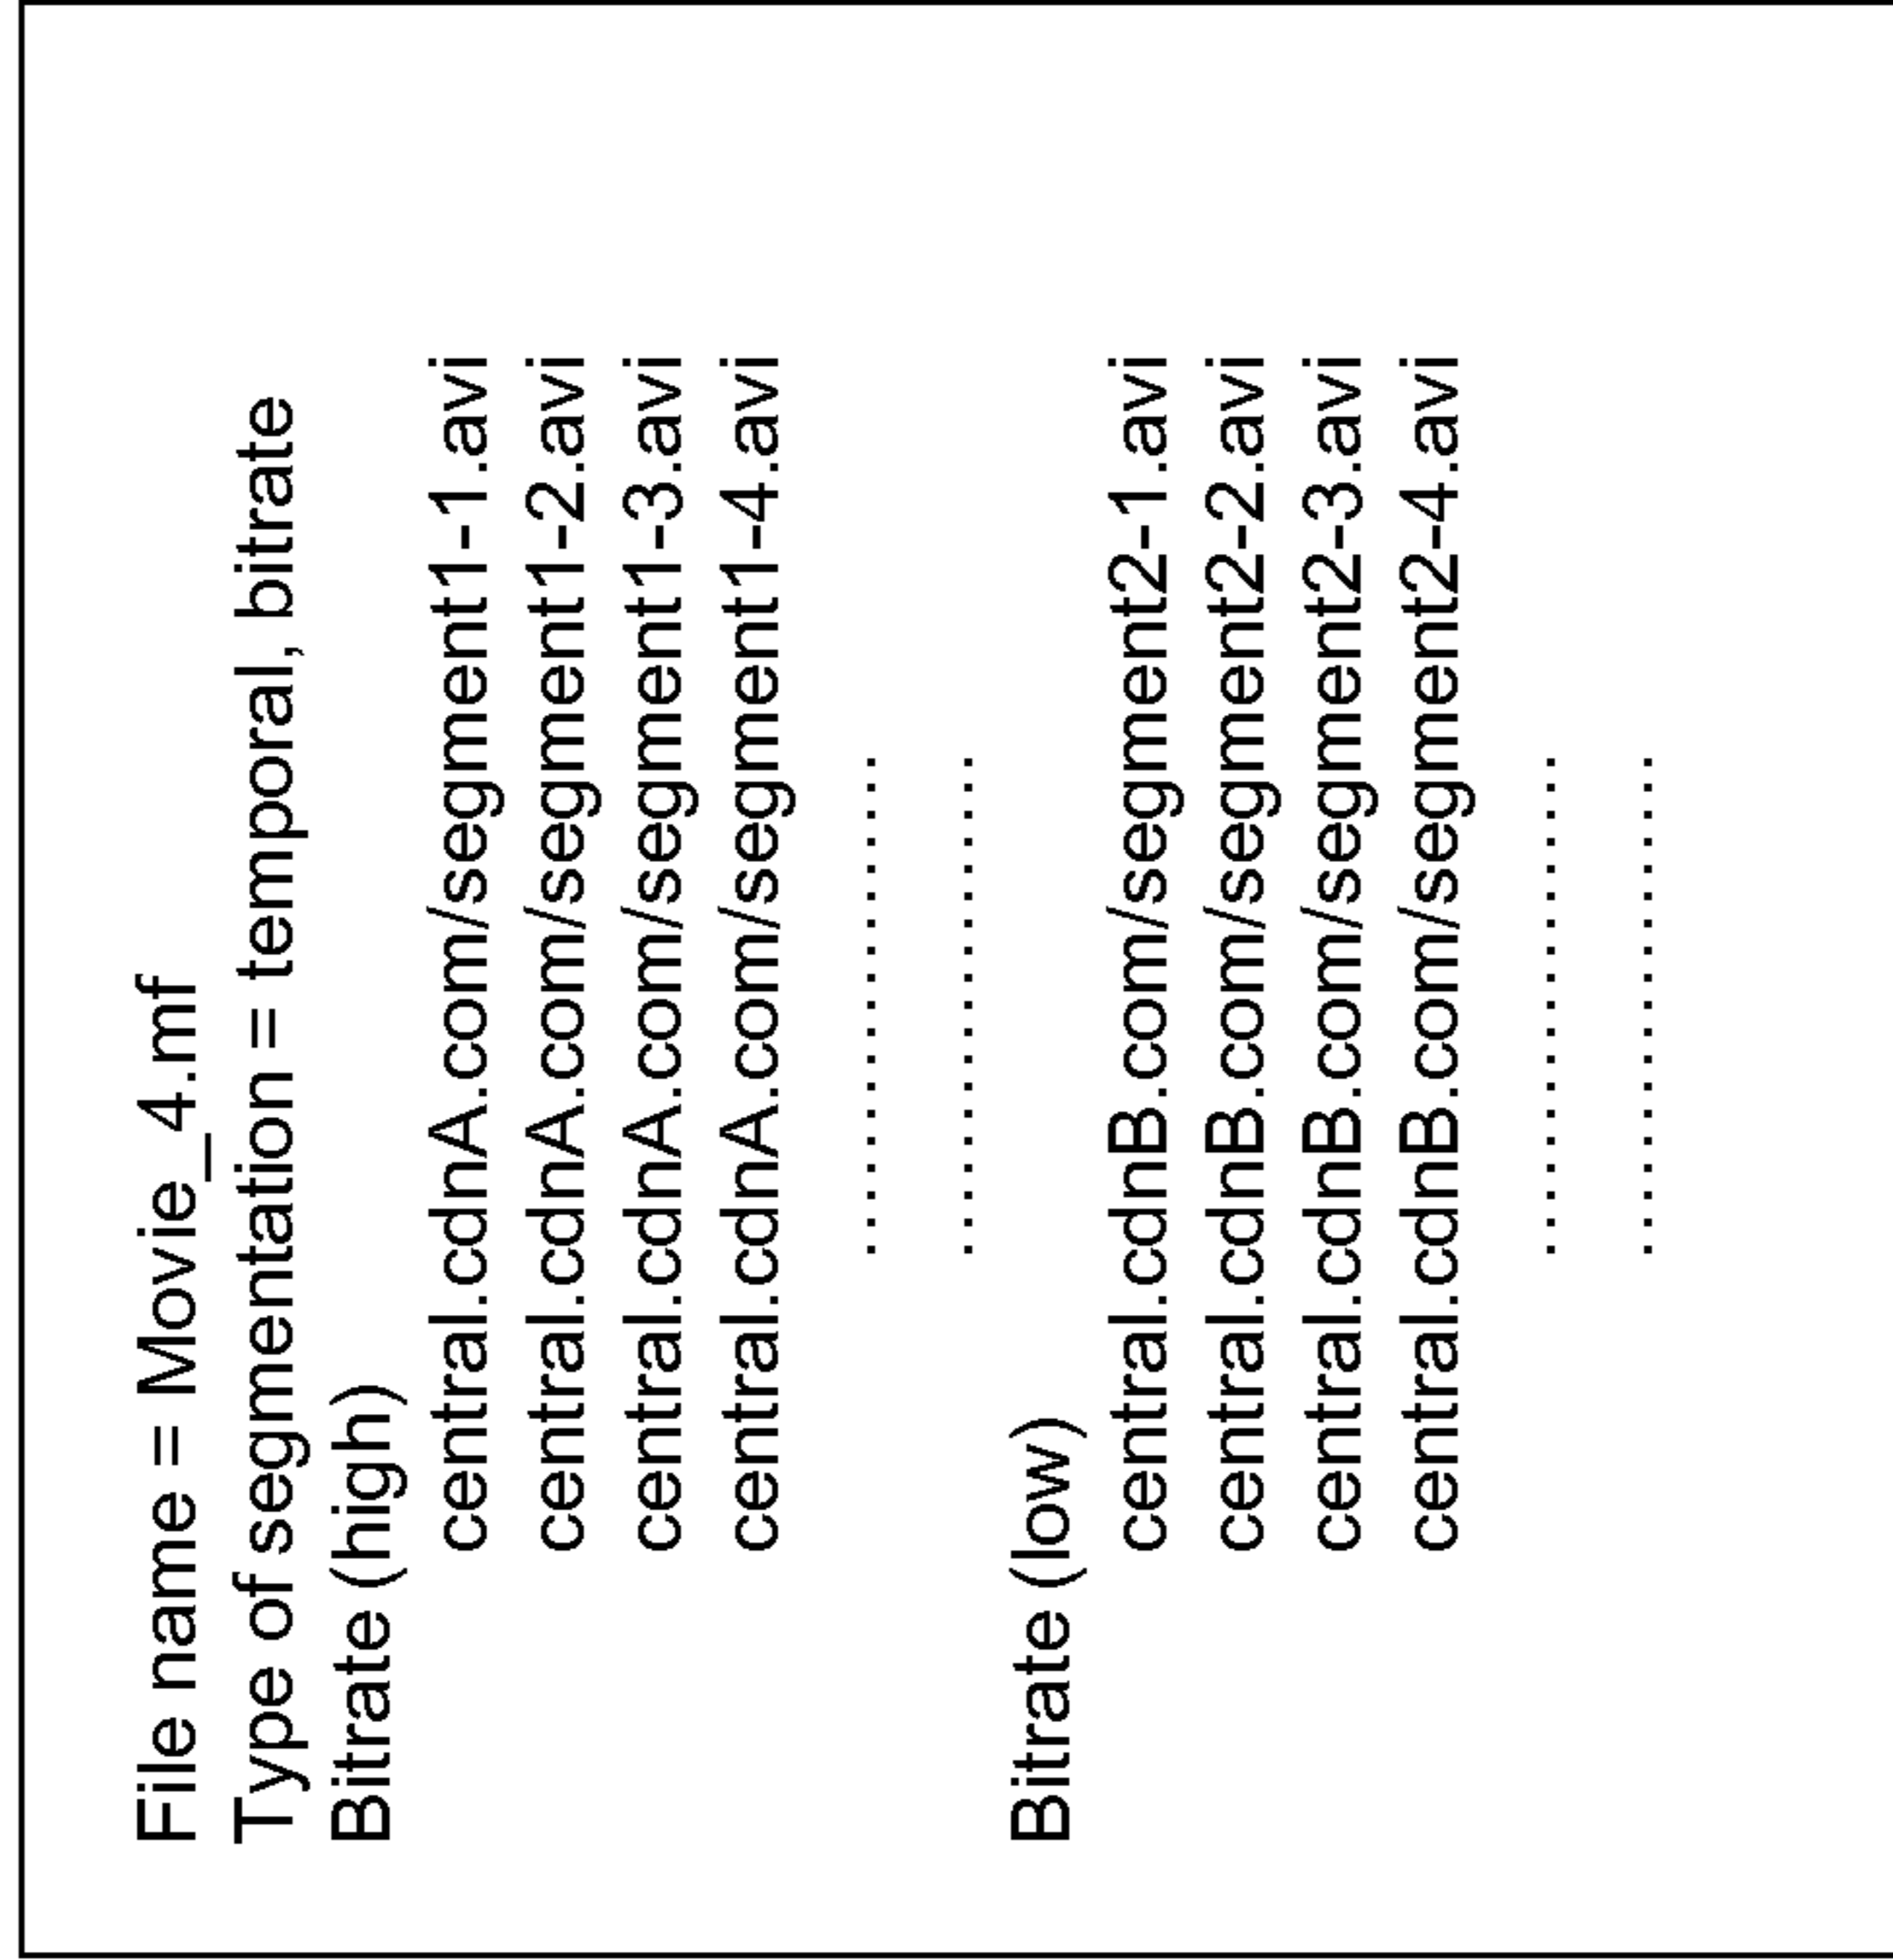 File name = Movie_4.mf
Type of segmentation = temporal, bitrate
Bitrate (high)
central.cdnA.com/segment1-1.avi
central.cdnA.com/segment1-2.avi
central.cdnA.com/segment1-3.avi
central.cdnA.com/segment1-4.avi
...................
...................
Bitrate (low)
central.cdnB.com/segment2-1.avi
central.cdnB.com/segment2-2.avi
central.cdnB.com/segment2-3.avi
central.cdnB.com/segment2-4.avi
...................
...................